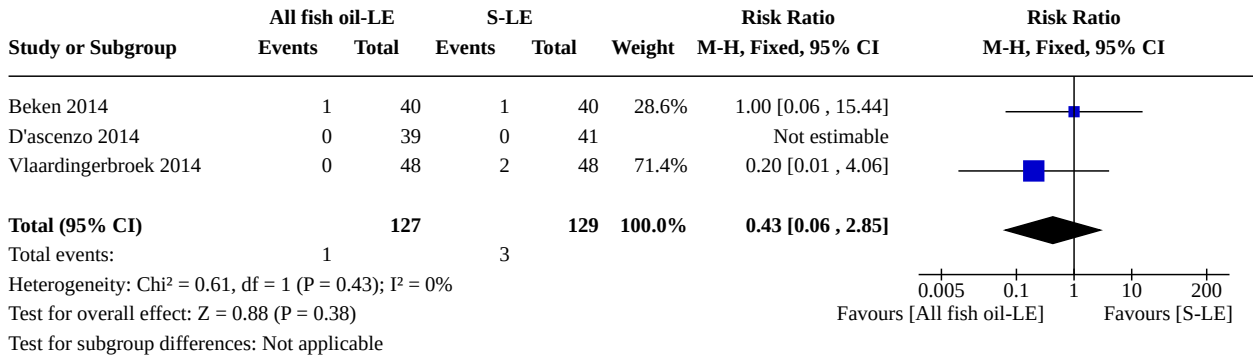 All fish oil-LE S-LE Risk Ratio Risk Ratio
Study or Subgroup Events Total Events Total Weight M-H, Fixed, 95% CI M-H, Fixed, 95% CI
Beken 2014 1 40 1 40 28.6% 1.00 [0.06 , 15.44]
D'ascenzo 2014 0 39 0 41 Not estimable
Vlaardingerbroek 2014 0 48 2 48 71.4% 0.20 [0.01 , 4.06]
Total (95% CI) 127 129 100.0% 0.43 [0.06 , 2.85]
Total events: 1 3
Heterogeneity: Chi² = 0.61, df = 1 (P = 0.43); I² = 0%
0.005 0.1 1 10 200
Test for overall effect: Z = 0.88 (P = 0.38) Favours [All fish oil-LE] Favours [S-LE]
Test for subgroup differences: Not applicable